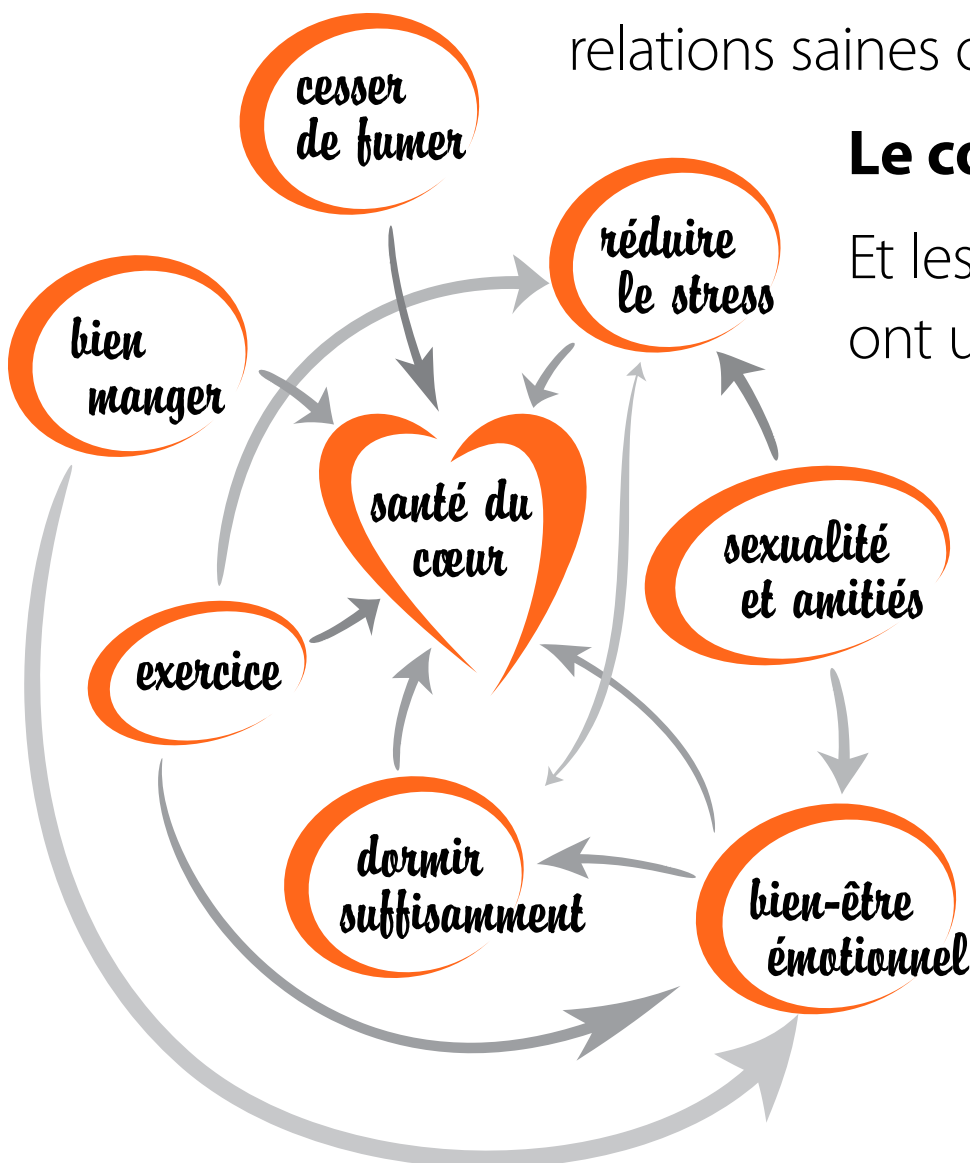 relations saines
cesser
de fumer
Le
réduire
le stress
Et les
ont
bien
manger
santé du
cœur
sexualité
et amitiés
exercice
dormir
suffisamment
bien-être
émotionnel